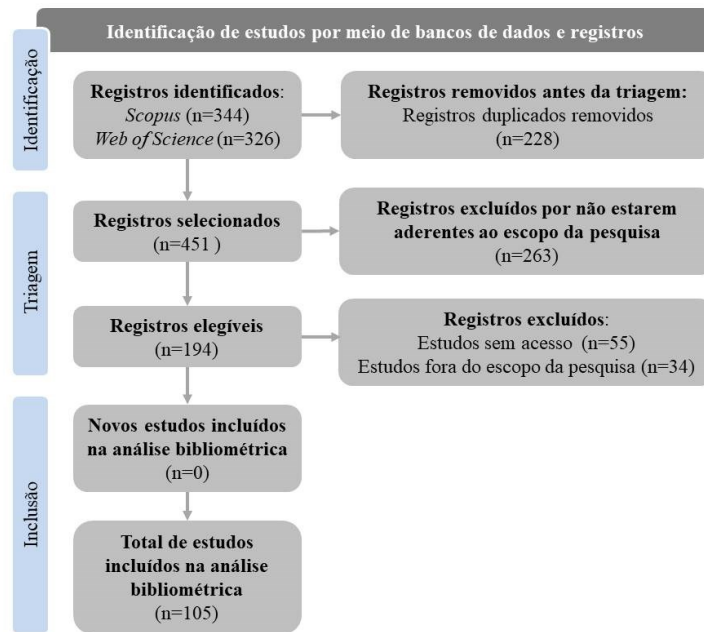 Identificação de estudos por meio de bancos de dados e registros
Identificação
Registros identificados:
Scopus (n=344)
Web of Science (n=326)
Registros removidos antes da triagem:
Registros duplicados removidos
(n=228)
Triagem
Registros selecionados
(n=451 )
Registros excluídos por não estarem
aderentes ao escopo da pesquisa
(n=263)
Registros elegíveis
(n=194)
Registros excluídos:
Estudos sem acesso (n=55)
Estudos fora do escopo da pesquisa (n=34)
Inclusão
Novos estudos incluídos
na análise bibliométrica
(n=0)
Total de estudos
incluídos na análise
bibliométrica
(n=105)